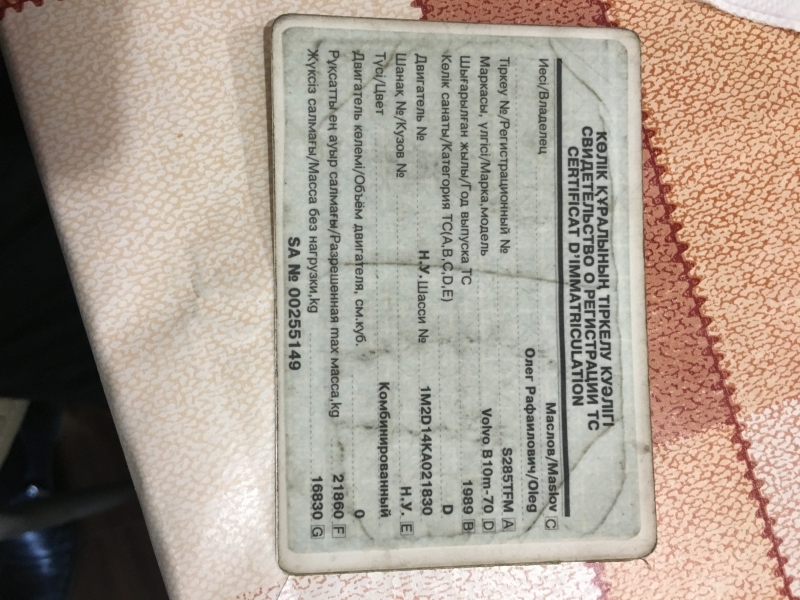 КӨЛІК ҚҰРАЛЫНЫҢ ТІРКЕЛУ КУӘЛІГІ
СВИДЕТЕЛЬСТВО О РЕГИСТРАЦИИ ТС
CERTIFICAT D'IMMATRICULATION
Иесі/Владелец Маслов/Maslov C
Олег Рафаилович/Oleg
Тіркеу №/Регистрационный № S285TFM A
Маркасы, үлгісі/Марка,модель Volvo B10m-70 D
Шығарылған жылы/Год выпуска ТС 1989 B
Көлік санаты/Категория ТС(A,B,C,D,E) D
Двигатель № Н.У. Шасси № 1M2D14KA021830
Шанақ №/Кузов № Н.У. E
Түсі/Цвет Комбинированный
Двигатель көлемі/Объём двигателя, см.куб. 0
Рұқсатты ең ауыр салмағы/Разрешенная max масса,kg 21860 F
Жүксіз салмағы/Масса без нагрузки,kg 16830 G
SA № 00255149